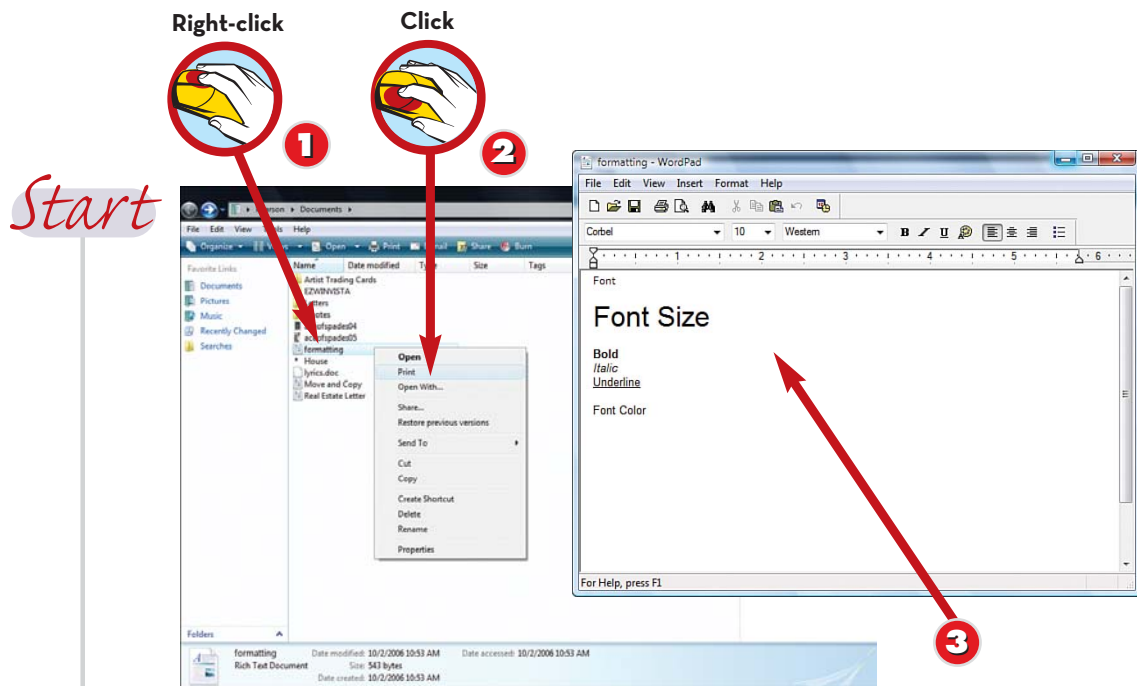 Right-click
Click
1
2
Start
Documents
File Edit View Help
Organize Open Print Share Burn
Favorite Links
Documents
Pictures
Music
Recently Changed
Searches
Folders
Name Date modified Size Tags
Artist Trading Cards
EZWINVISTA
formatting
House
lyrics.doc
Move and Copy
Real Estate Letter
Open
Print
Open With...
Share...
Restore previous versions
Send To
Cut
Copy
Create Shortcut
Delete
Rename
Properties
formatting Date modified: 10/2/2006 10:53 AM Date accessed: 10/2/2006 10:53 AM
Rich Text Document Size: 543 bytes
Date created: 10/2/2006 10:53 AM
formatting - WordPad
File Edit View Insert Format Help
Corbel 10 Western B I U
1 2 3 4 5 6
Font
Font Size
Bold
Italic
Underline
Font Color
For Help, press F1
3